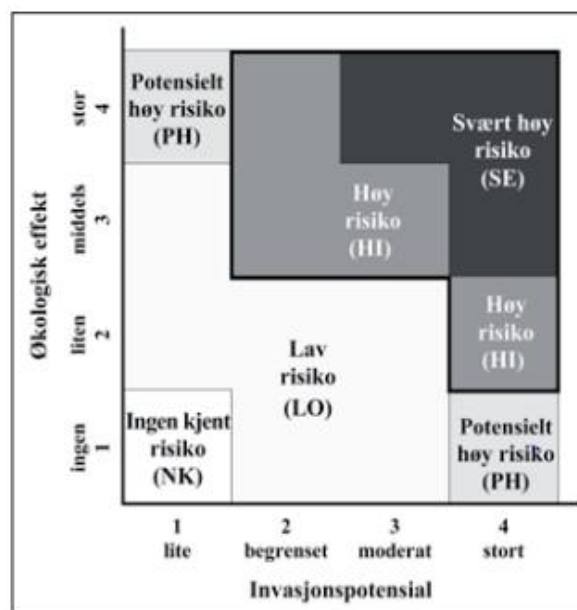 Økologisk effekt
stor
4
middels
3
liten
2
ingen
1
Potensielt
høy risiko
(PH)
Svært høy
risiko
(SE)
Høy
risiko
(HI)
Høy
risiko
(HI)
Lav
risiko
(LO)
Ingen kjent
risiko
(NK)
Potensielt
høy risiko
(PH)
1 2 3 4
lite begrenset moderat stort
Invasjonspotensial